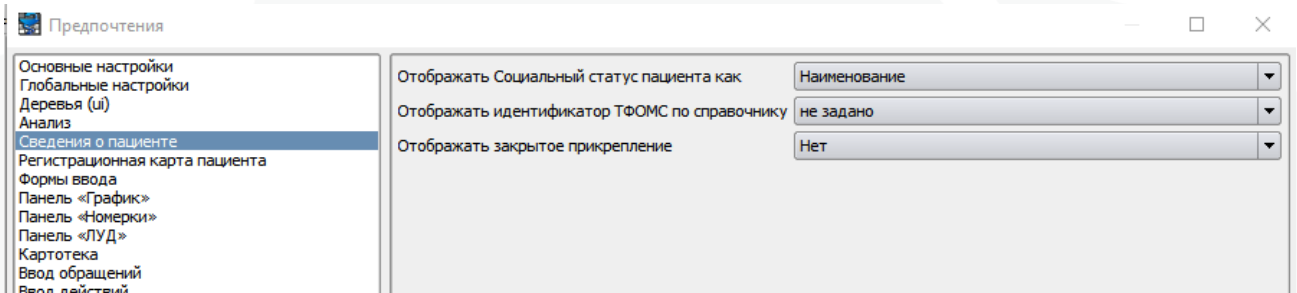 Предпочтения
Основные настройки
Глобальные настройки
Деревья (ui)
Анализ
Сведения о пациенте
Регистрационная карта пациента
Формы ввода
Панель «График»
Панель «Номерки»
Панель «ЛУД»
Картотека
Ввод обращений
Ввод действий
Отображать Социальный статус пациента как Наименование
Отображать идентификатор ТФОМС по справочнику не задано
Отображать закрытое прикрепление Нет